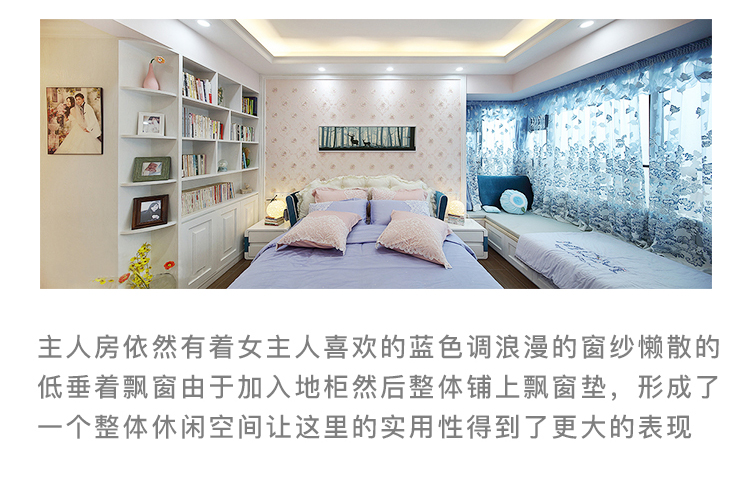 主人房依然有着女主人喜欢的蓝色调浪漫的窗纱懒散的
低垂着飘窗由于加入地柜然后整体铺上飘窗垫，形成了
一个整体休闲空间让这里的实用性得到了更大的表现